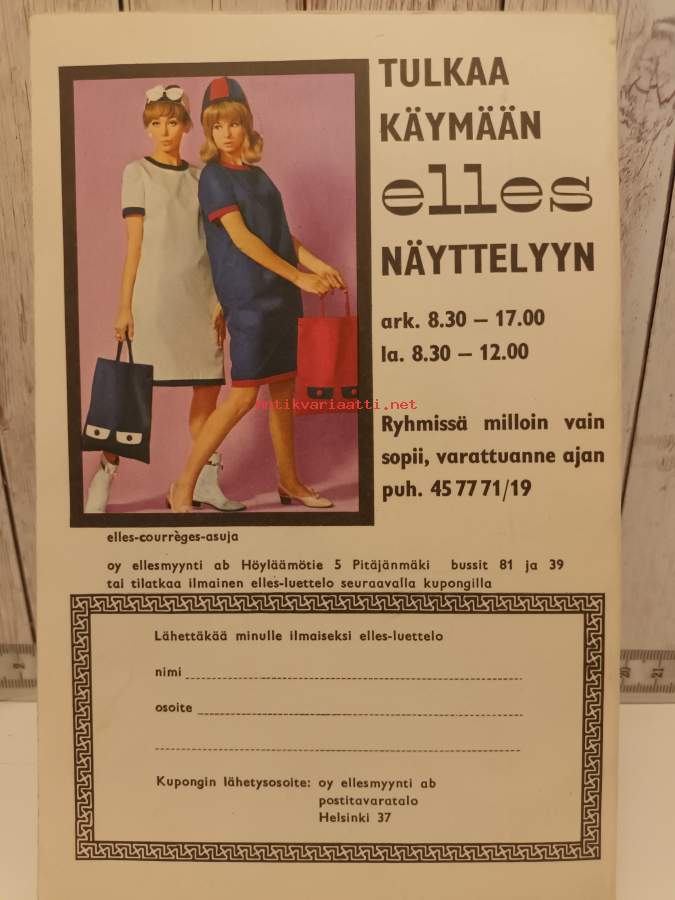 TULKAA
KÄYMÄÄN
elles
NÄYTTELYYN
ark. 8.30 – 17.00
la. 8.30 – 12.00
Ryhmissä milloin vain
sopii, varattuanne ajan
puh. 45 77 71/19
antikvariaatti.net
elles-courrèges-asuja
oy ellesmyynti ab Höyläämötie 5 Pitäjänmäki bussit 81 ja 39
tai tilatkaa ilmainen elles-luettelo seuraavalla kupongilla
Lähettäkää minulle ilmaiseksi elles-luettelo
nimi
osoite
Kupongin lähetysosoite: oy ellesmyynti ab
postitavaratalo
Helsinki 37